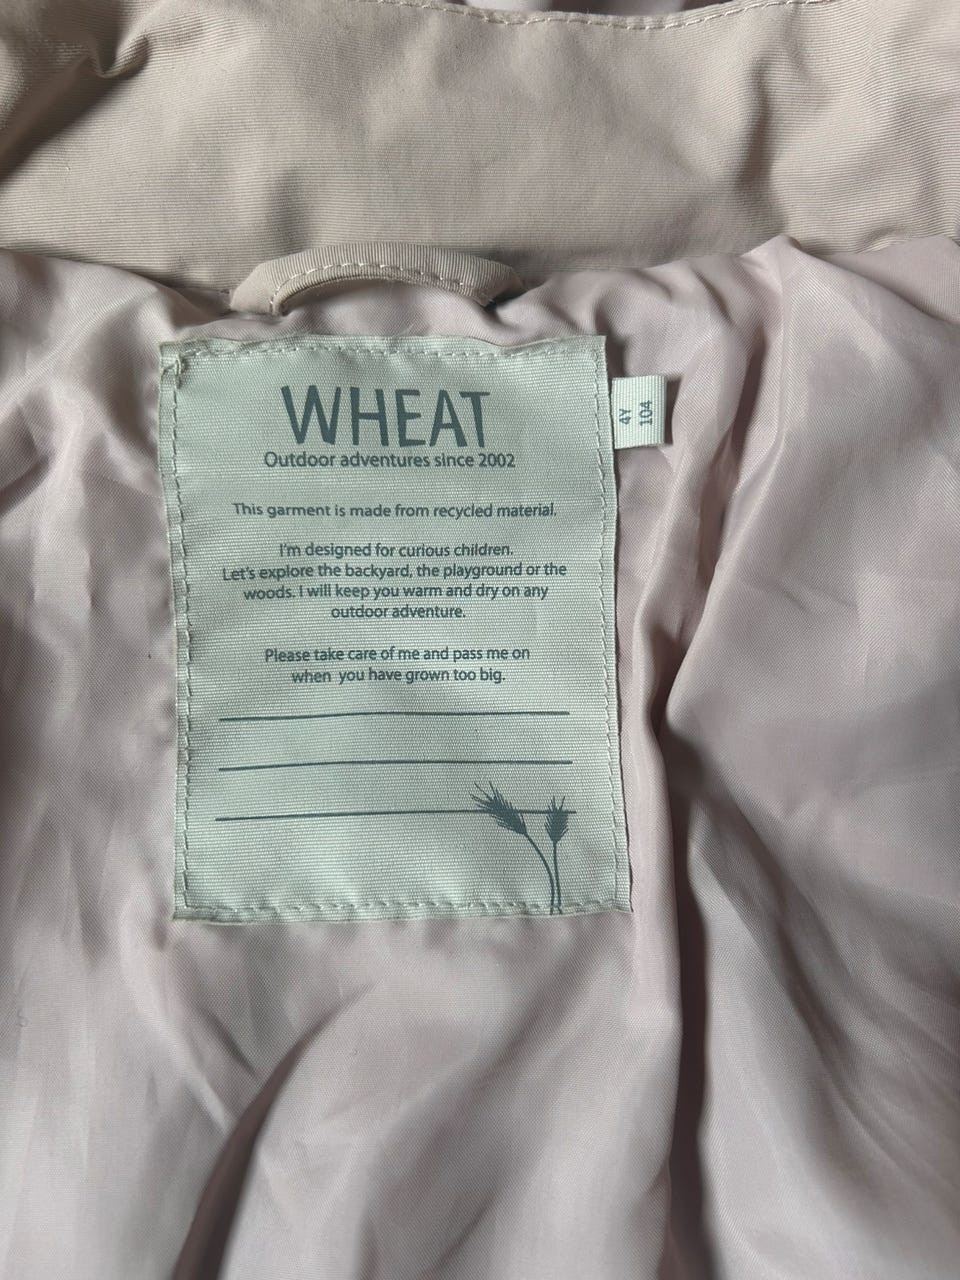 WHEAT
Outdoor adventures since 2002
This garment is made from recycled material.
I'm designed for curious children.
Let's explore the backyard, the playground or the
woods. I will keep you warm and dry on any
outdoor adventure.
Please take care of me and pass me on
when you have grown too big.
4Y
104